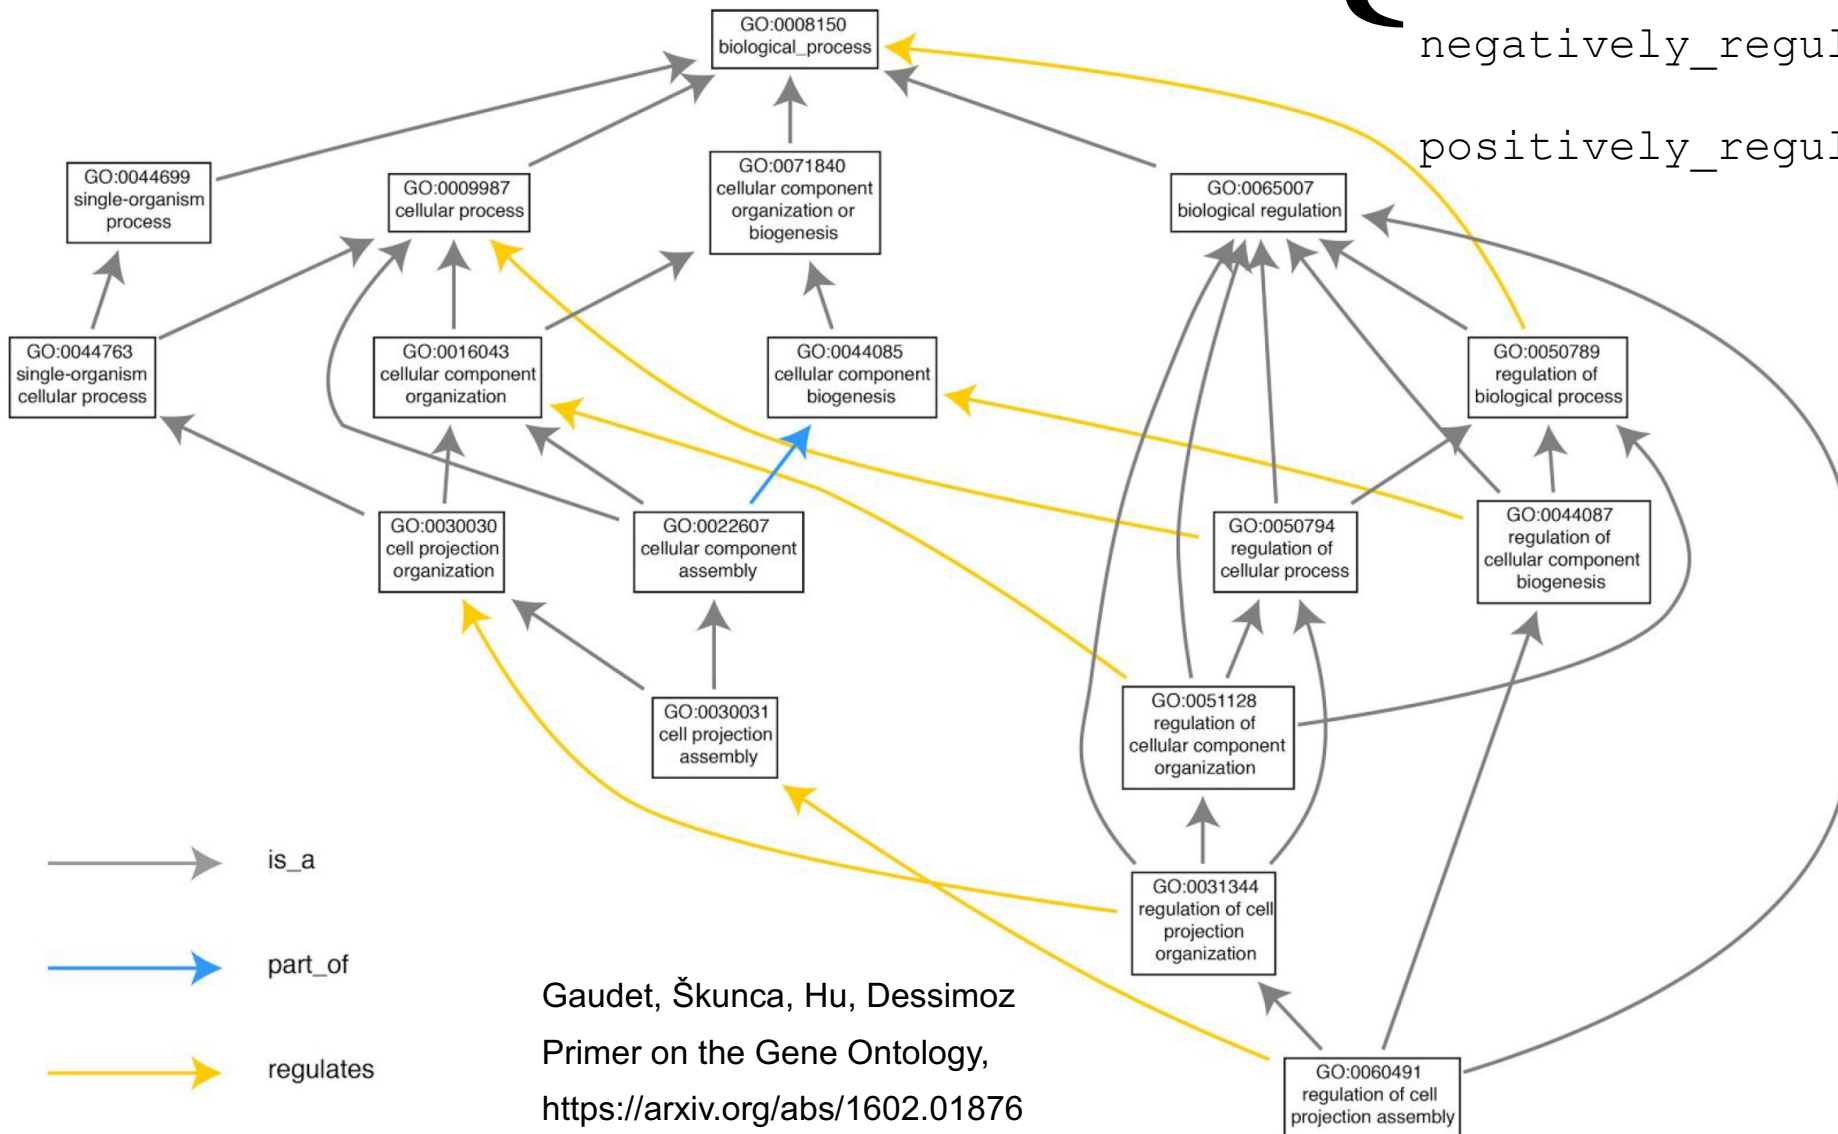 GO:0008150
biological_process
negatively_regul
positively_regul
GO:0044699
single-organism
process
GO:0009987
cellular process
GO:0071840
cellular component
organization or
biogenesis
GO:0065007
biological regulation
GO:0044763
single-organism
cellular process
GO:0016043
cellular component
organization
GO:0044085
cellular component
biogenesis
GO:0050789
regulation of
biological process
GO:0030030
cell projection
organization
GO:0022607
cellular component
assembly
GO:0050794
regulation of
cellular process
GO:0044087
regulation of
cellular component
biogenesis
GO:0030031
cell projection
assembly
GO:0051128
regulation of
cellular component
organization
GO:0031344
regulation of cell
projection
organization
GO:0060491
regulation of cell
projection assembly
is_a
part_of
regulates
Gaudet, Škunca, Hu, Dessimoz
Primer on the Gene Ontology,
https://arxiv.org/abs/1602.01876